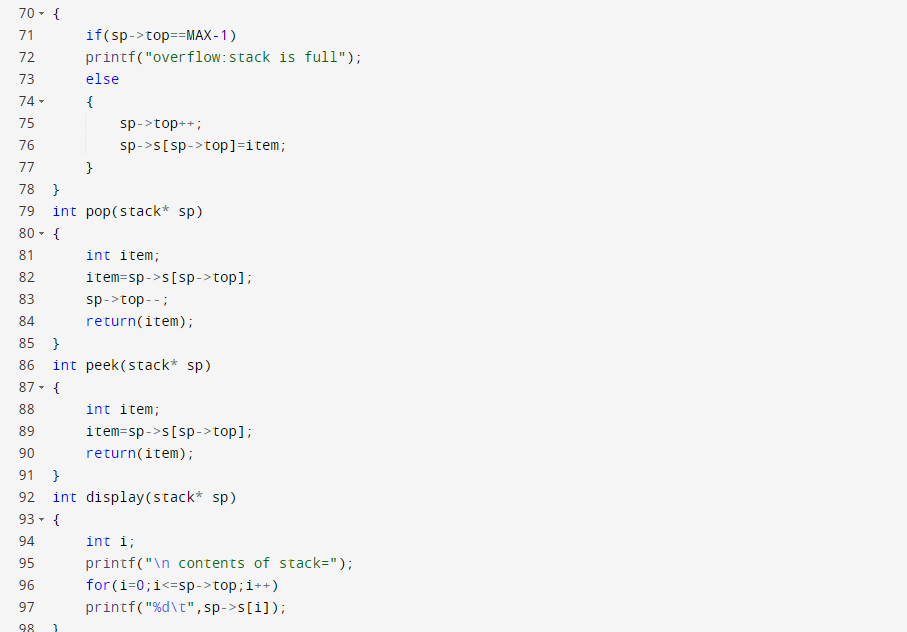 70 {
71 if(sp->top==MAX-1)
72 printf("overflow:stack is full");
73 else
74 {
75 sp->top++;
76 sp->s[sp->top]=item;
77 }
78 }
79 int pop(stack* sp)
80 {
81 int item;
82 item=sp->s[sp->top];
83 sp->top--;
84 return(item);
85 }
86 int peek(stack* sp)
87 {
88 int item;
89 item=sp->s[sp->top];
90 return(item);
91 }
92 int display(stack* sp)
93 {
94 int i;
95 printf("\n contents of stack=");
96 for(i=0;i<=sp->top;i++)
97 printf("%d\t",sp->s[i]);
98 }